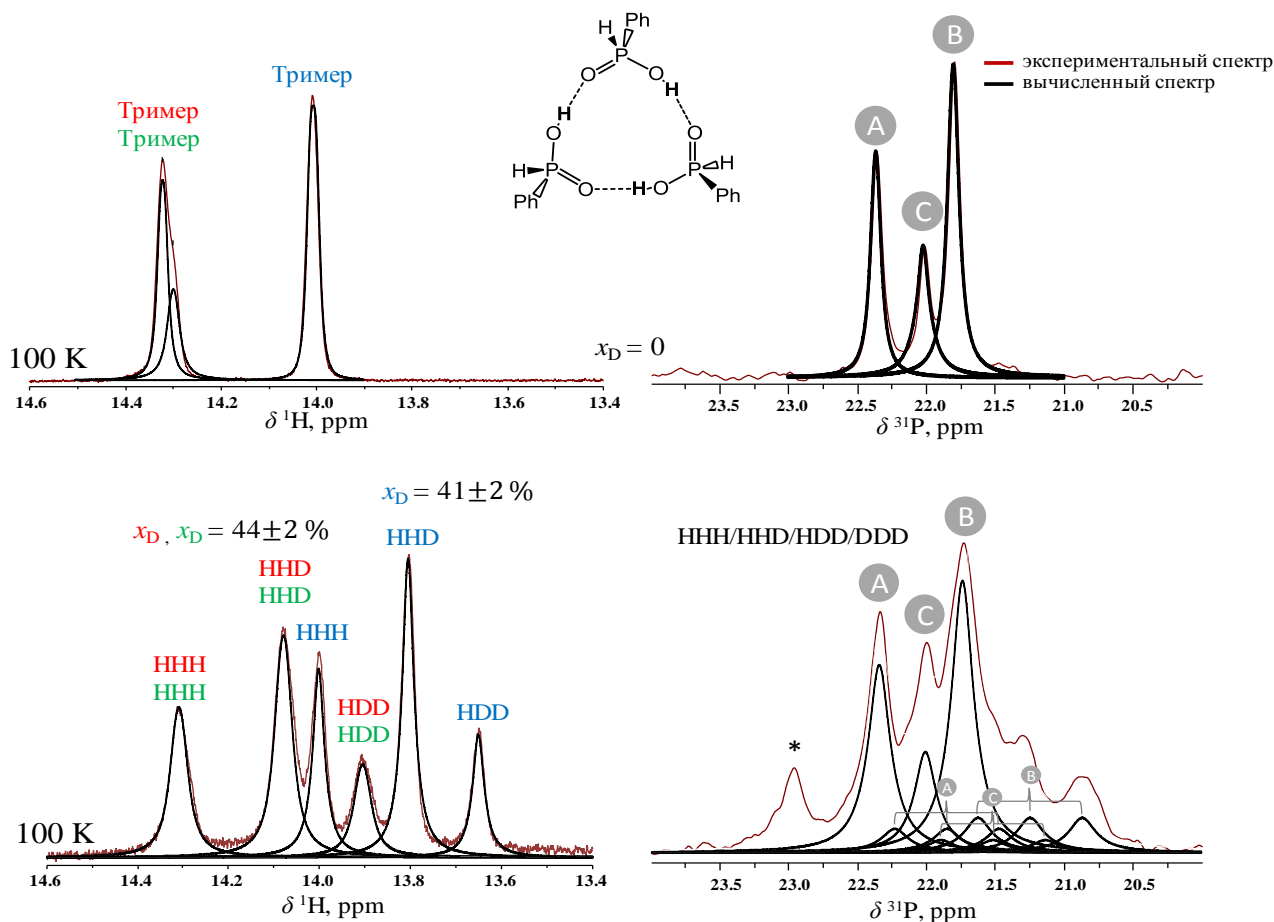 Тример
Тример
Тример
100 K
14.6 14.4 14.2 14.0 13.8 13.6 13.4
δ ¹H, ppm
H Ph
P
O O
H H
O O
H P P H
Ph O H O Ph
x_D = 0
A
B
C
экспериментальный спектр
вычисленный спектр
23.5 23.0 22.5 22.0 21.5 21.0 20.5
δ ³¹P, ppm
x_D = 41±2 %
x_D , x_D = 44±2 %
HHH
HHH
HHD
HHD
HHH
HDD
HDD
HHD
HDD
100 K
14.6 14.4 14.2 14.0 13.8 13.6 13.4
δ ¹H, ppm
HHH/HHD/HDD/DDD
A
B
C
*
A
C
B
23.5 23.0 22.5 22.0 21.5 21.0 20.5
δ ³¹P, ppm